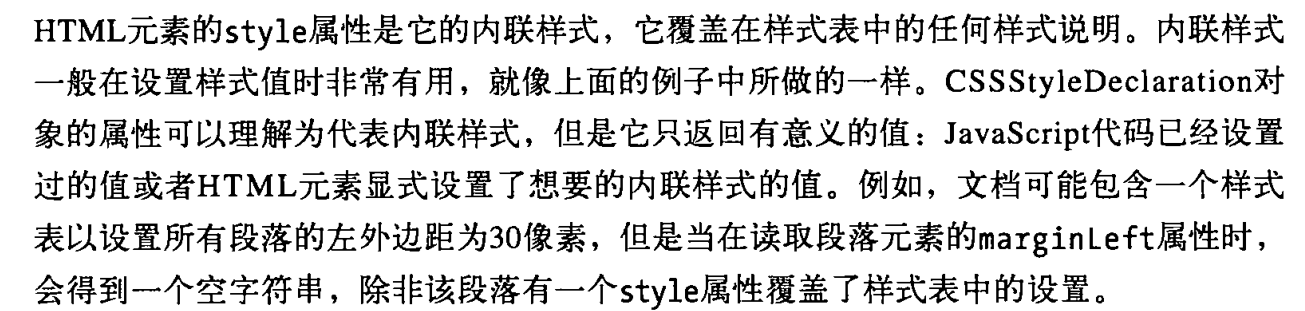 HTML元素的style属性是它的内联样式，它覆盖在样式表中的任何样式说明。内联样式
一般在设置样式值时非常有用，就像上面的例子中所做的一样。CSSStyleDeclaration对
象的属性可以理解为代表内联样式，但是它只返回有意义的值：JavaScript代码已经设置
过的值或者HTML元素显式设置了想要的内联样式的值。例如，文档可能包含一个样式
表以设置所有段落的左外边距为30像素，但是当在读取段落元素的marginLeft属性时，
会得到一个空字符串，除非该段落有一个style属性覆盖了样式表中的设置。